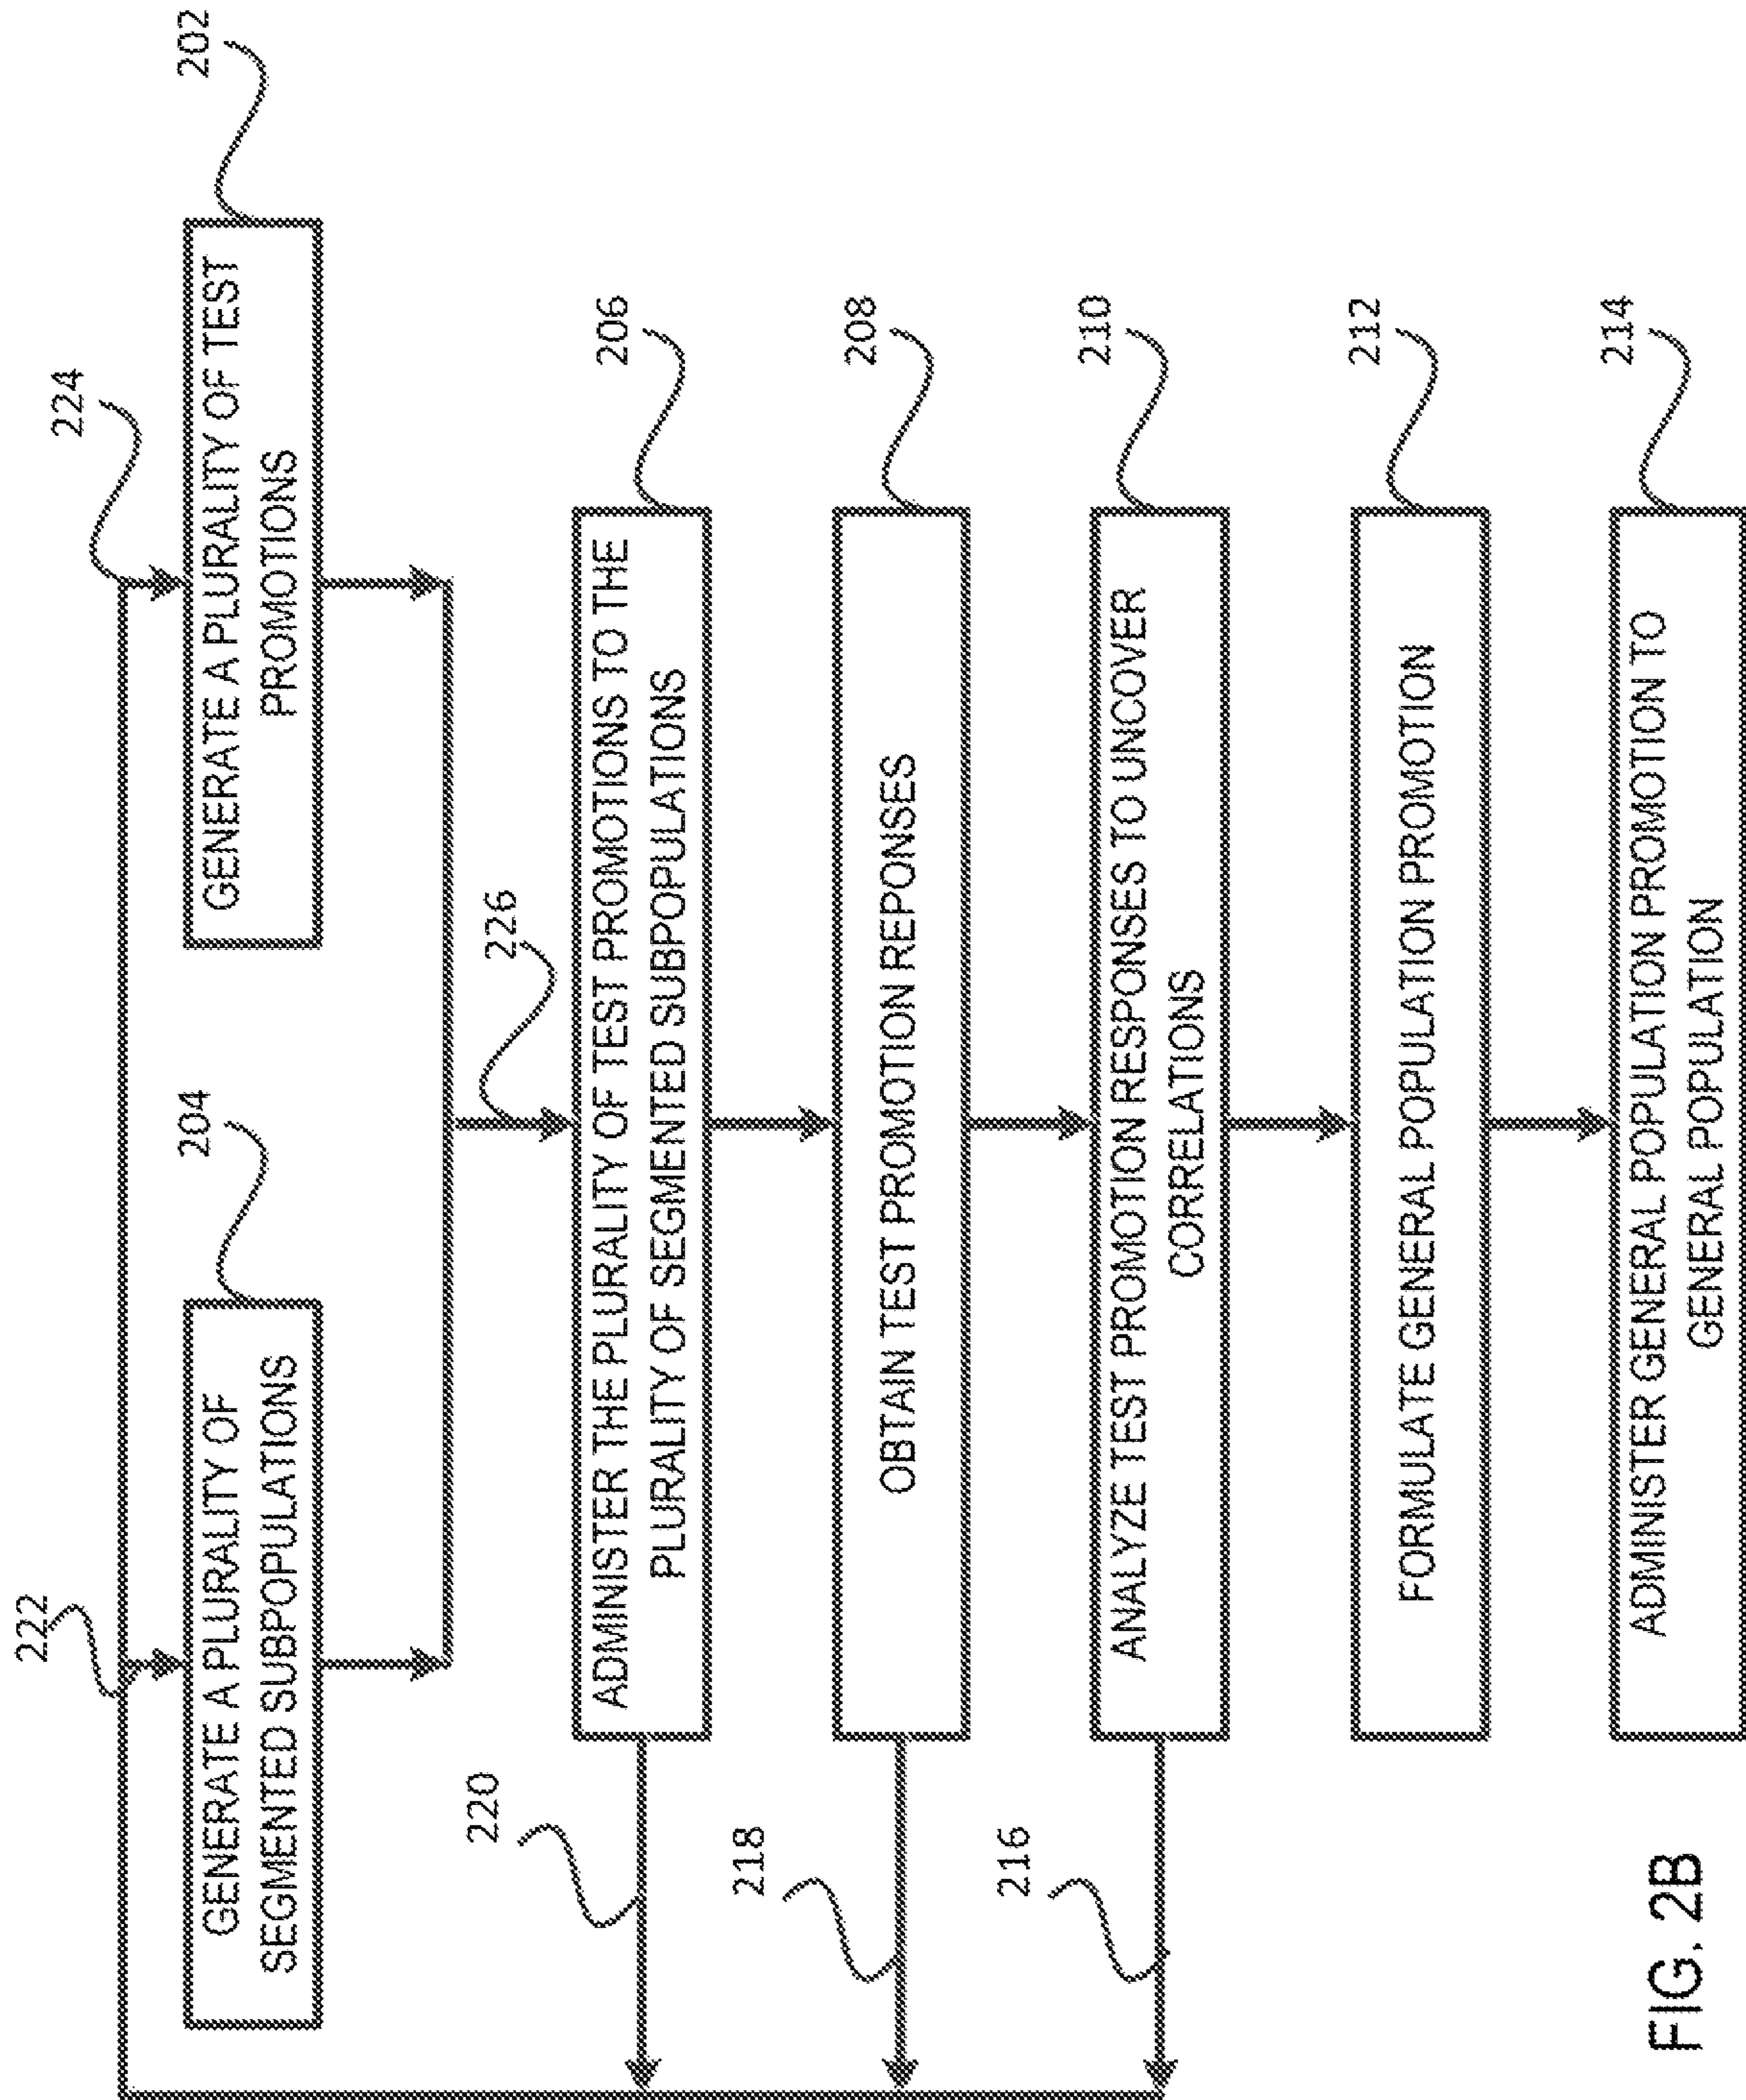 222
224
204
202
GENERATE A PLURALITY OF
SEGMENTED SUBPOPULATIONS
GENERATE A PLURALITY OF TEST
PROMOTIONS
226
206
ADMINISTER THE PLURALITY OF TEST PROMOTIONS TO THE
PLURALITY OF SEGMENTED SUBPOPULATIONS
220
208
OBTAIN TEST PROMOTION REPONSES
218
210
ANALYZE TEST PROMOTION RESPONSES TO UNCOVER
CORRELATIONS
216
212
FORMULATE GENERAL POPULATION PROMOTION
214
ADMINISTER GENERAL POPULATION PROMOTION TO
GENERAL POPULATION
FIG. 2B